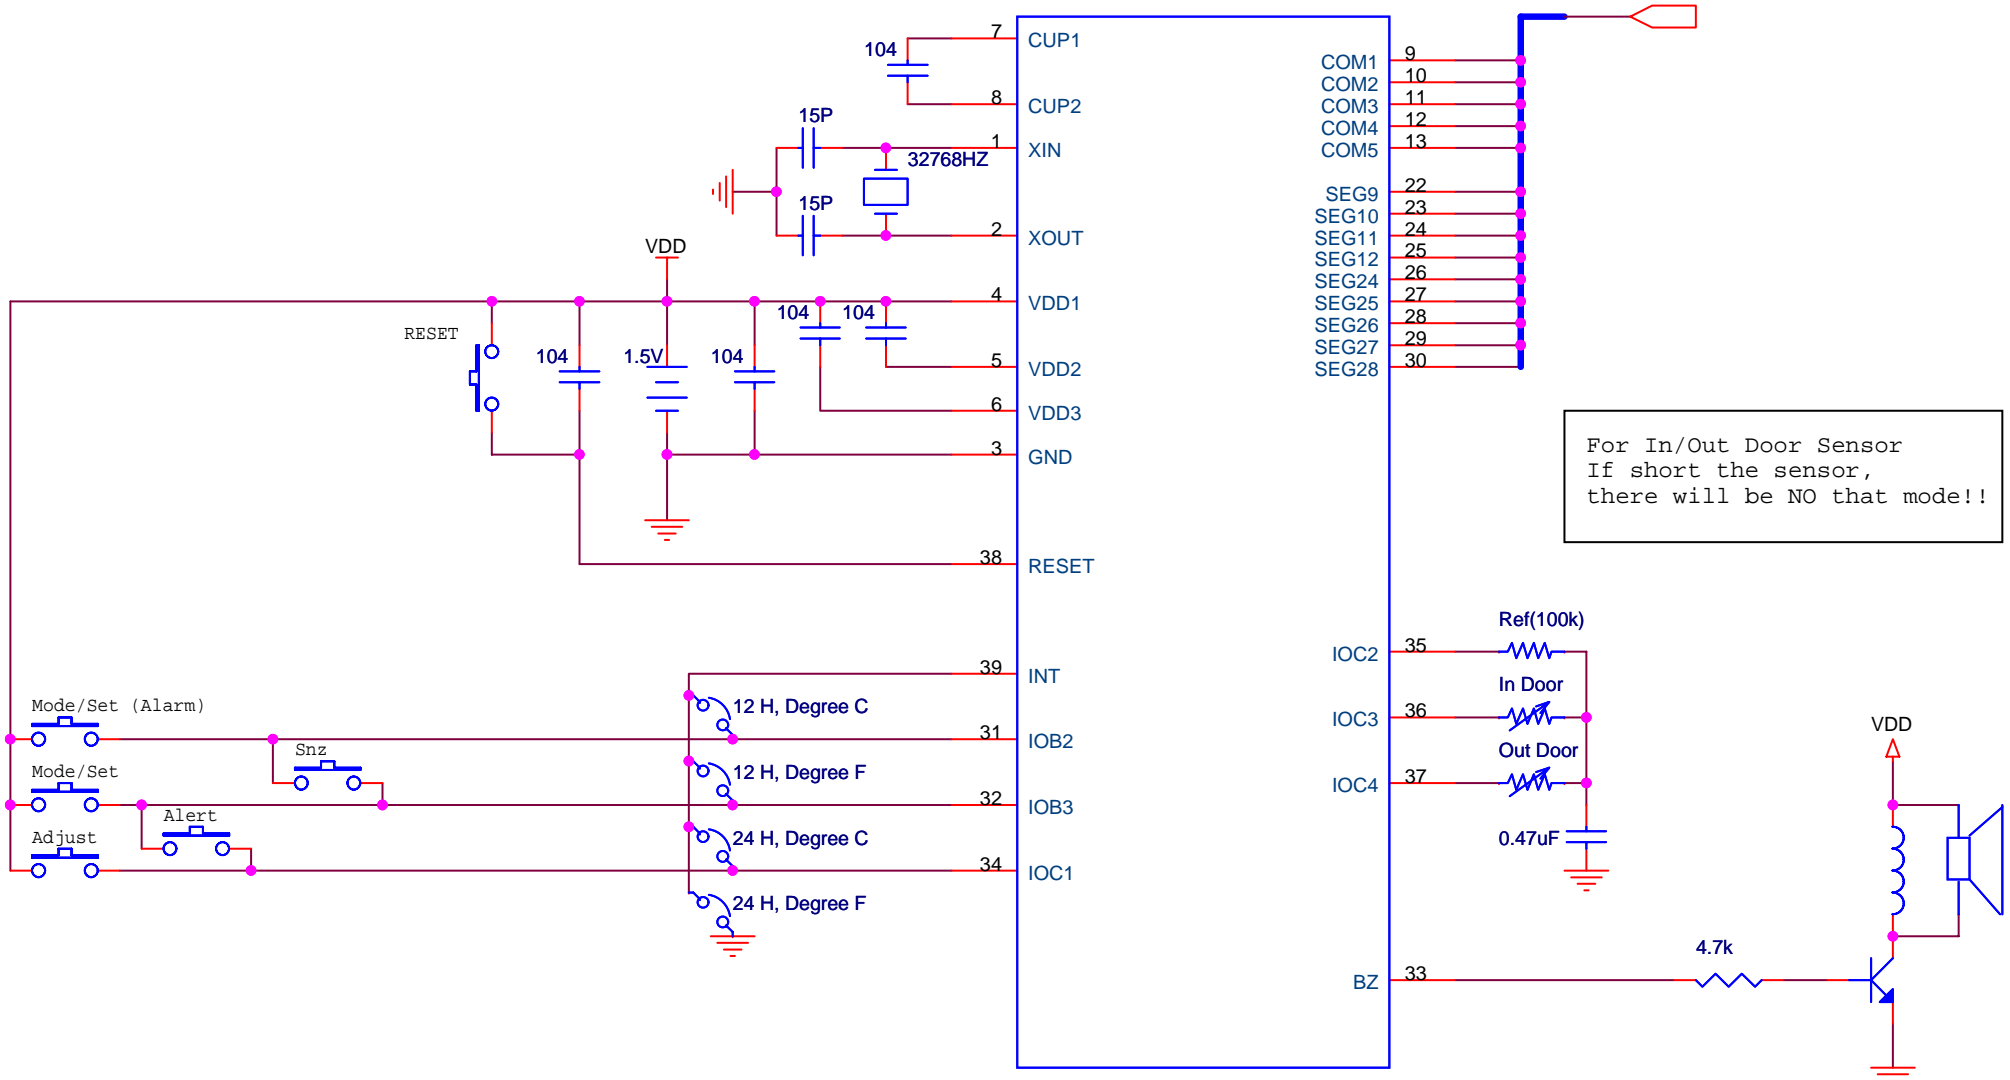 7
CUP1
104
8
CUP2
15P
1
XIN
32768HZ
15P
2
XOUT
VDD
4
VDD1
RESET
104
1.5V
104
104
104
5
VDD2
6
VDD3
3
GND
38
RESET
39
INT
Mode/Set (Alarm)
12 H, Degree C
31
IOB2
Snz
Mode/Set
12 H, Degree F
32
IOB3
Alert
Adjust
24 H, Degree C
34
IOC1
24 H, Degree F
COM1
9
COM2
10
COM3
11
COM4
12
COM5
13
SEG9
22
SEG10
23
SEG11
24
SEG12
25
SEG24
26
SEG25
27
SEG26
28
SEG27
29
SEG28
30
For In/Out Door Sensor
If short the sensor,
there will be NO that mode!!
Ref(100k)
IOC2
35
In Door
IOC3
36
Out Door
IOC4
37
0.47uF
VDD
4.7k
BZ
33